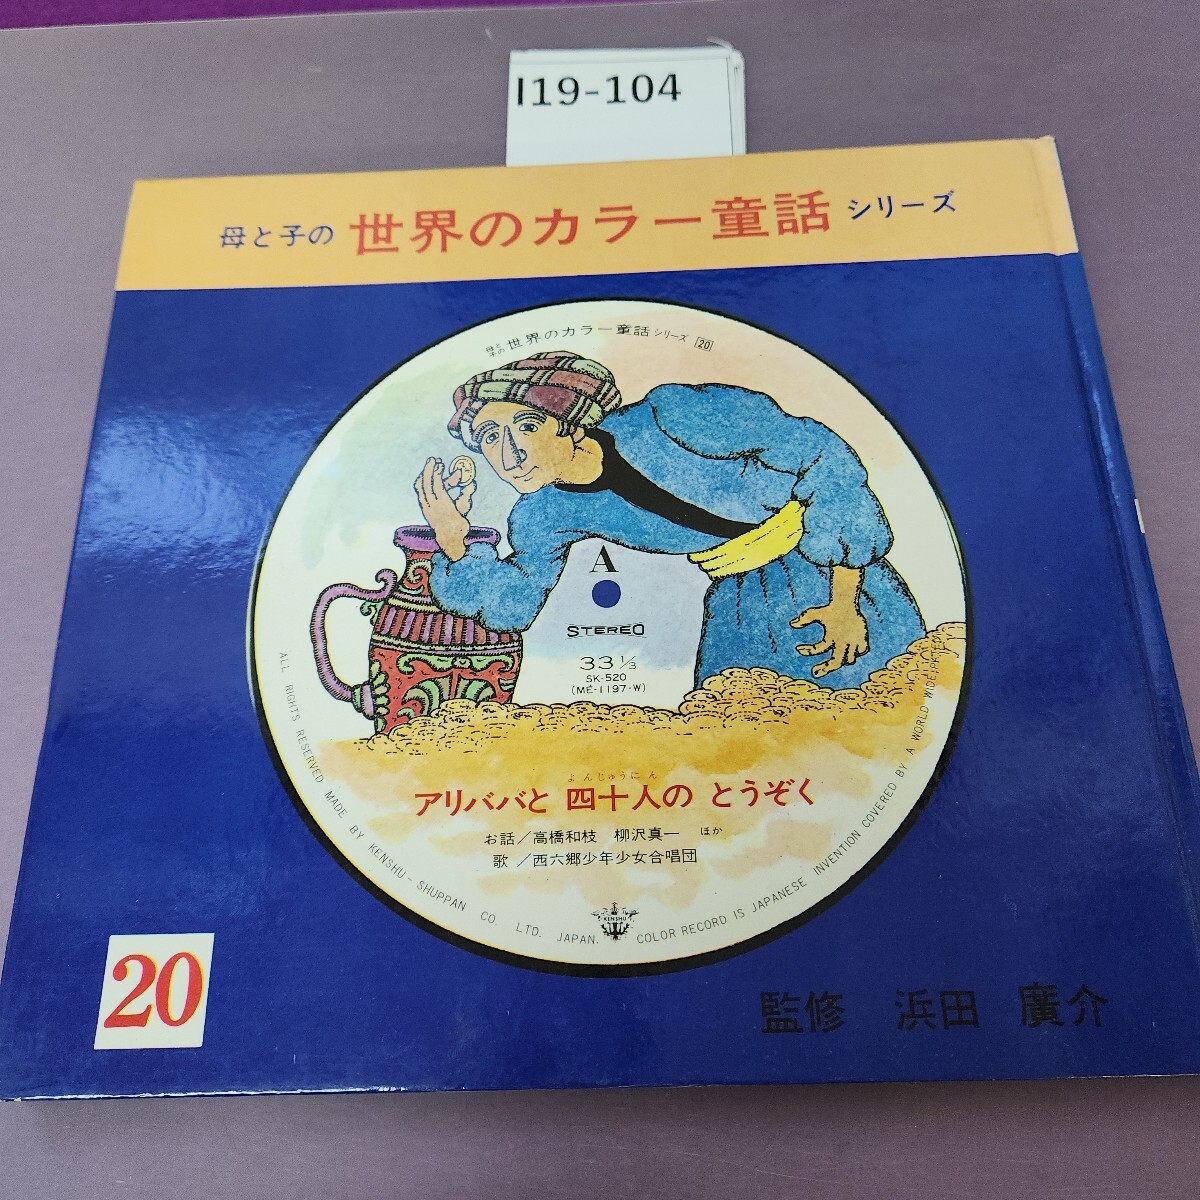 I19-104
母と子の 世界のカラー童話 シリーズ
母と子の 世界のカラー童話 シリーズ 20
A
STEREO
33 1/3
SK-520
(ME-1197-W)
よんじゅうにん
アリババと 四十人の とうぞく
お話/高橋和枝 柳沢真一 ほか
歌/西六郷少年少女合唱団
KENSHU
ALL RIGHTS RESERVED MADE BY KENSHU-SHUPPAN CO. LTD. JAPAN. COLOR RECORD IS JAPANESE INVENTION COVERED BY A WORLD WIDE PATENT
20
監修 浜田 廣介